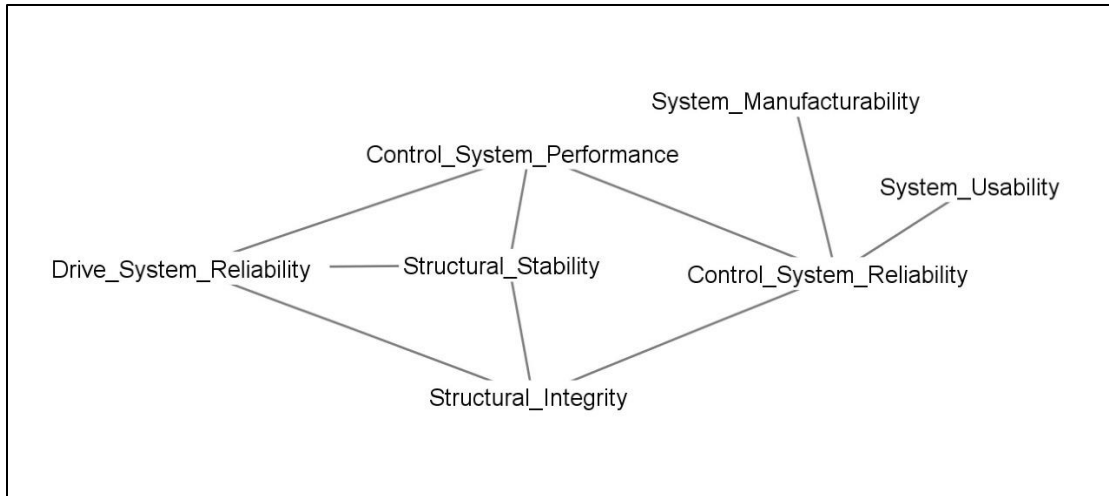 System_Manufacturability
Control_System_Performance
System_Usability
Drive_System_Reliability
Structural_Stability
Control_System_Reliability
Structural_Integrity